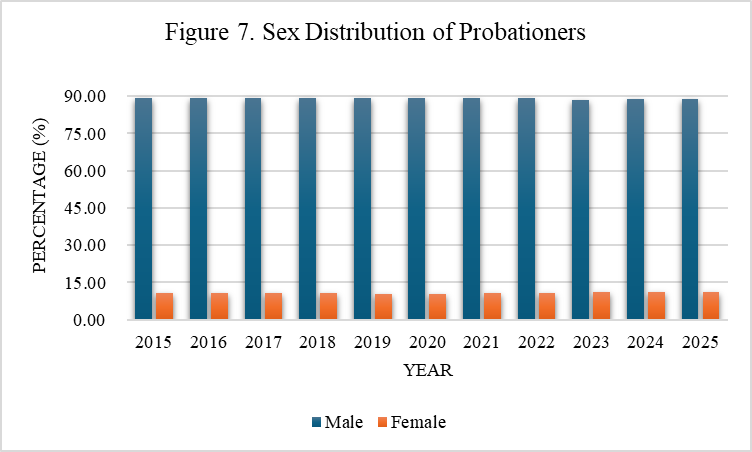 Figure 7. Sex Distribution of Probationers
PERCENTAGE (%)
90.00
75.00
60.00
45.00
30.00
15.00
0.00
2015 2016 2017 2018 2019 2020 2021 2022 2023 2024 2025
YEAR
Male Female